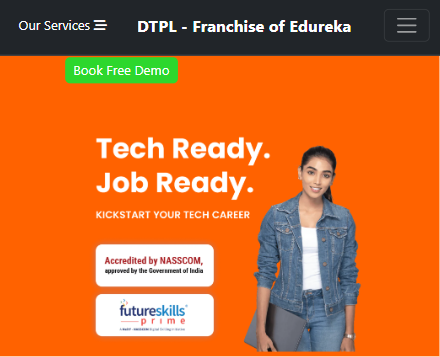 Our Services
DTPL - Franchise of Edureka
Book Free Demo
Tech Ready.
Job Ready.
KICKSTART YOUR TECH CAREER
Accredited by NASSCOM,
approved by the Government of India
futureskills
prime